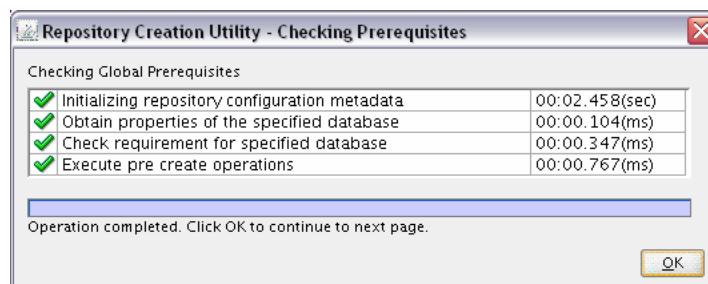 Repository Creation Utility - Checking Prerequisites
Checking Global Prerequisites
Initializing repository configuration metadata 00:02.458(sec)
Obtain properties of the specified database 00:00.104(ms)
Check requirement for specified database 00:00.347(ms)
Execute pre create operations 00:00.767(ms)
Operation completed. Click OK to continue to next page.
OK